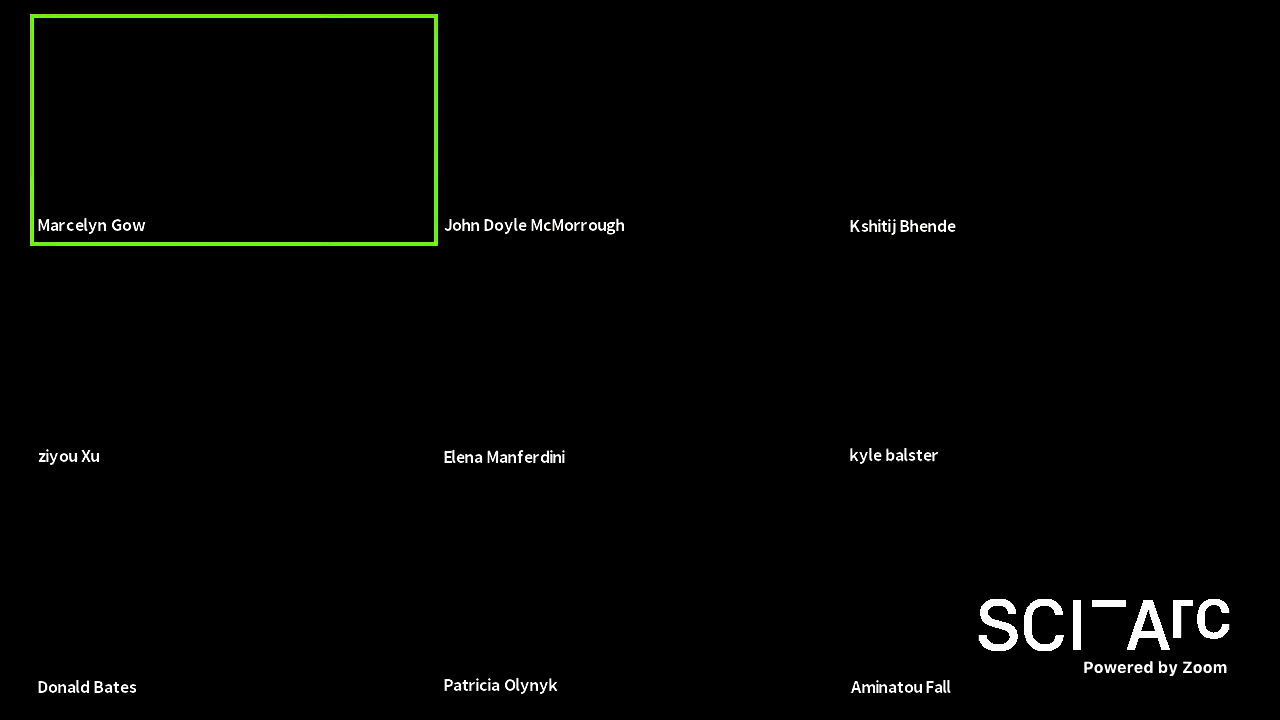 Marcelyn Gow
John Doyle McMorrough
Kshitij Bhende
ziyou Xu
Elena Manferdini
kyle balster
Donald Bates
Patricia Olynyk
Aminatou Fall
SCI-Arc
Powered by Zoom